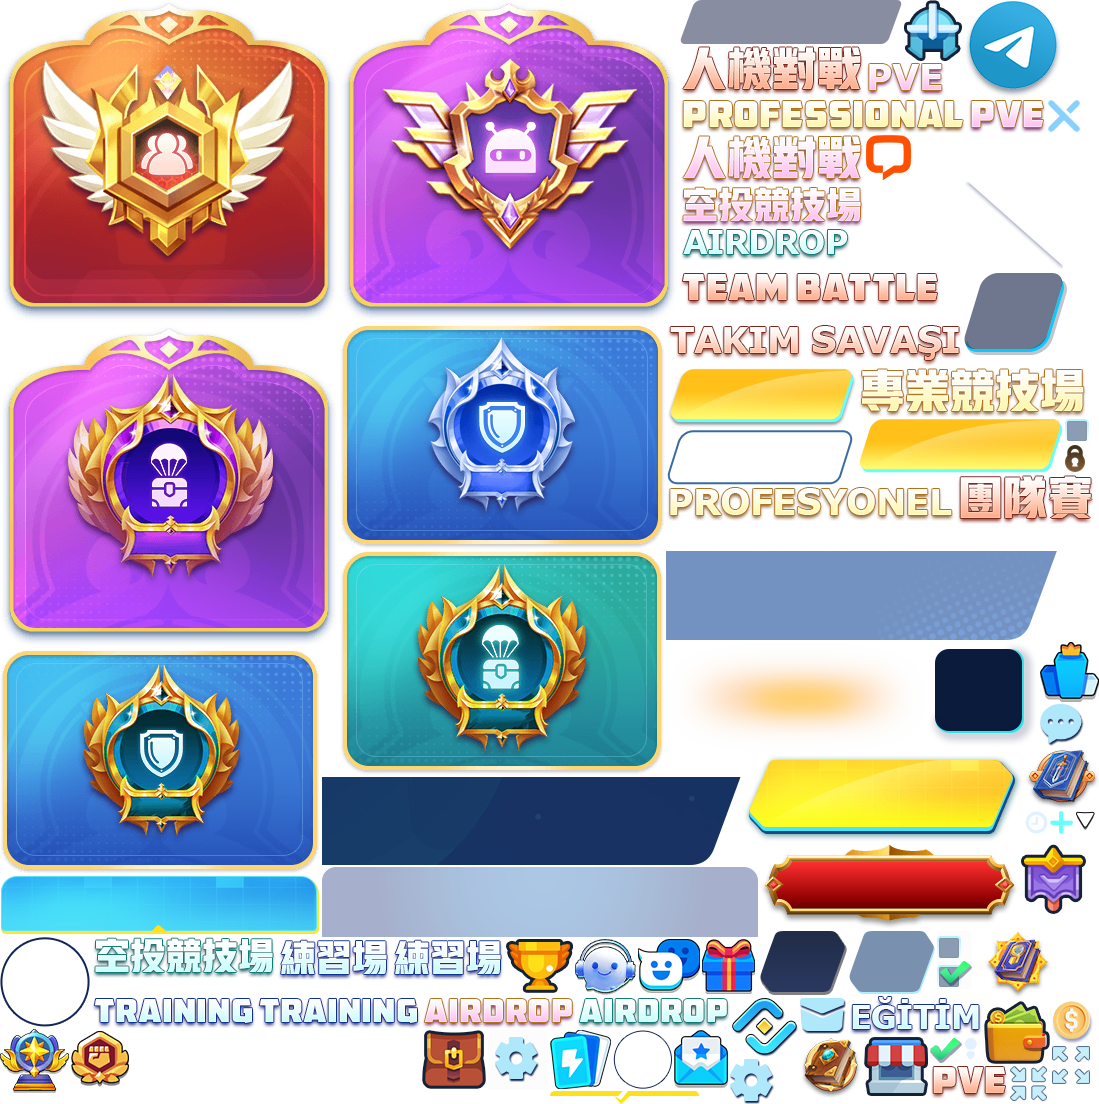 人機對戰 PVE
PROFESSIONAL PVE
人機對戰
空投競技場
AIRDROP
TEAM BATTLE
TAKIM SAVAŞI
專業競技場
PROFESYONEL 團隊賽
空投競技場 練習場 練習場
TRAINING TRAINING AIRDROP AIRDROP
EĞİTİM
PVE